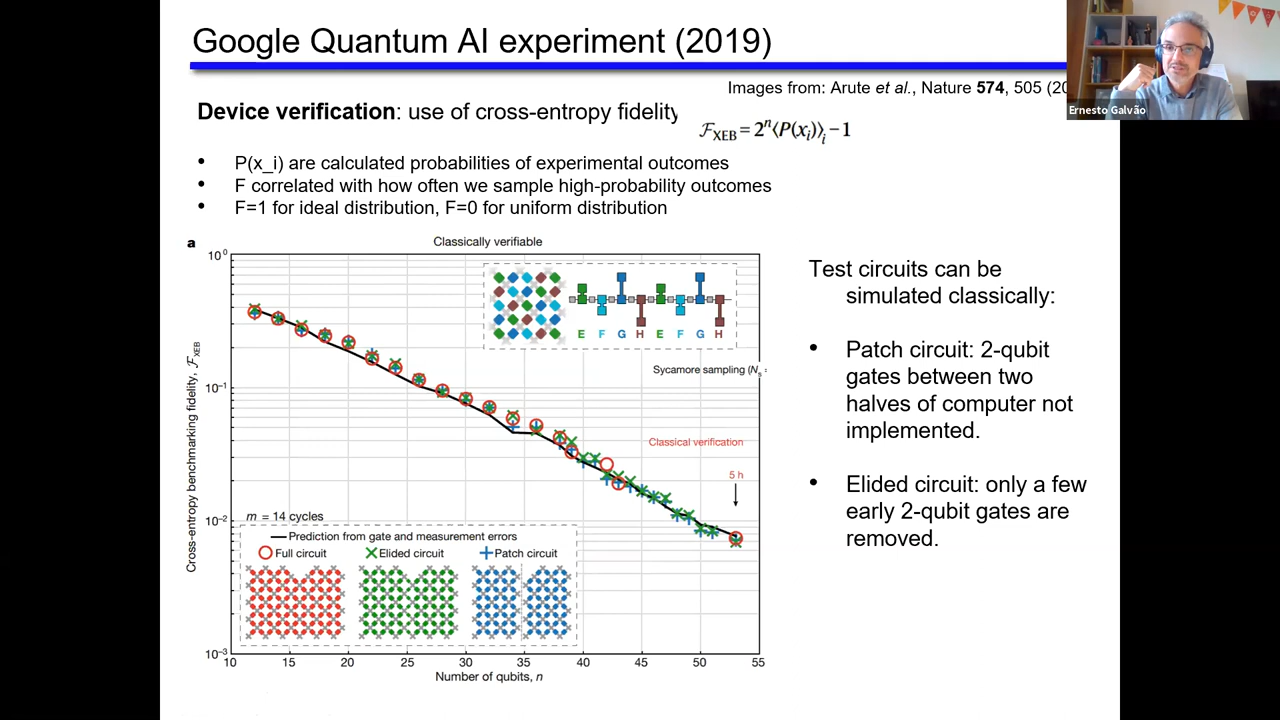 Google Quantum AI experiment (2019)
Images from: Arute et al., Nature 574, 505 (20
Ernesto Galvão
Device verification: use of cross-entropy fidelity
ℱ_XEB = 2ⁿ⟨P(xᵢ)⟩ᵢ − 1
• P(x_i) are calculated probabilities of experimental outcomes
• F correlated with how often we sample high-probability outcomes
• F=1 for ideal distribution, F=0 for uniform distribution
a
Classically verifiable
E F G H E F G H
Sycamore sampling (Nₛ =
Classical verification
5 h
m = 14 cycles
Prediction from gate and measurement errors
Full circuit Elided circuit Patch circuit
Cross-entropy benchmarking fidelity, ℱ_XEB
10⁰
10⁻¹
10⁻²
10⁻³
10 15 20 25 30 35 40 45 50 55
Number of qubits, n
Test circuits can be
simulated classically:
• Patch circuit: 2-qubit
gates between two
halves of computer not
implemented.
• Elided circuit: only a few
early 2-qubit gates are
removed.